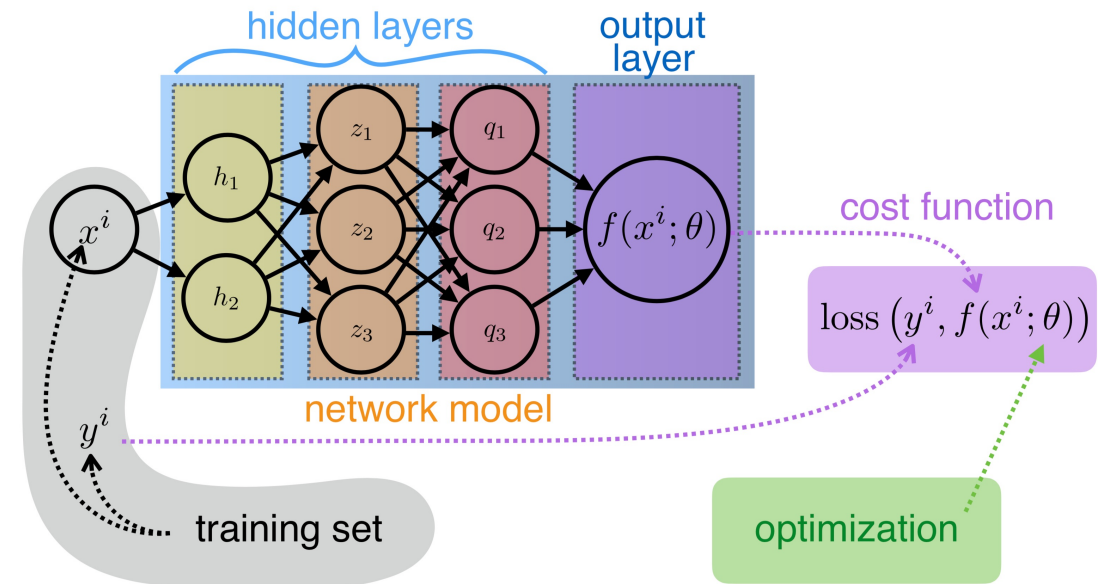 hidden layers
output
layer
h₁
h₂
z₁
z₂
z₃
q₁
q₂
q₃
xⁱ
f(xⁱ; θ)
cost function
loss (yⁱ, f(xⁱ; θ))
network model
yⁱ
training set
optimization